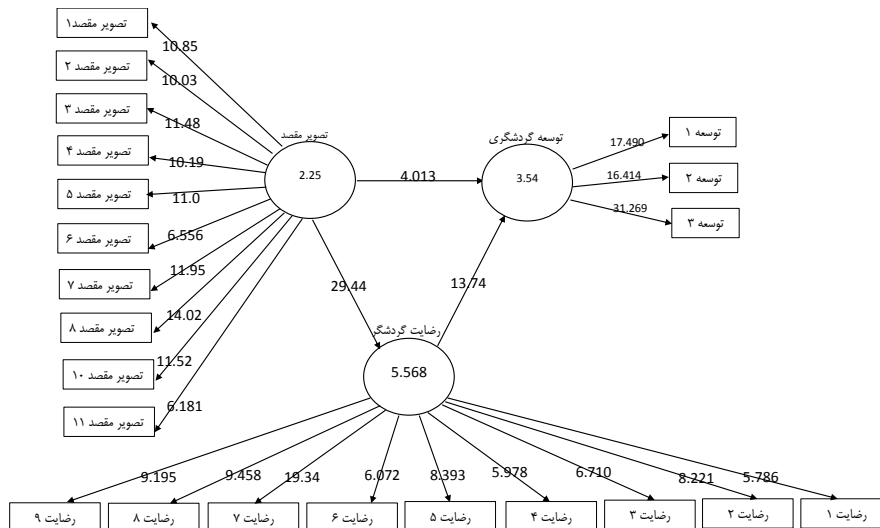 تصویر مقصد۱
10.85
تصویر مقصد ۲
10.03
تصویر مقصد ۳
11.48
تصویر مقصد ۴
10.19
تصویر مقصد ۵
11.0
تصویر مقصد ۶
6.556
تصویر مقصد ۷
11.95
تصویر مقصد ۸
14.02
تصویر مقصد ۱۰
11.52
تصویر مقصد ۱۱
6.181
تصویر مقصد
2.25
4.013
توسعه گردشگری
3.54
17.490
توسعه ۱
16.414
توسعه ۲
31.269
توسعه ۳
29.44
13.74
رضایت گردشگر
5.568
9.195
9.458
19.34
6.072
8.393
5.978
6.710
8.221
5.786
رضایت ۹
رضایت ۸
رضایت ۷
رضایت ۶
رضایت ۵
رضایت ۴
رضایت ۳
رضایت ۲
رضایت ۱